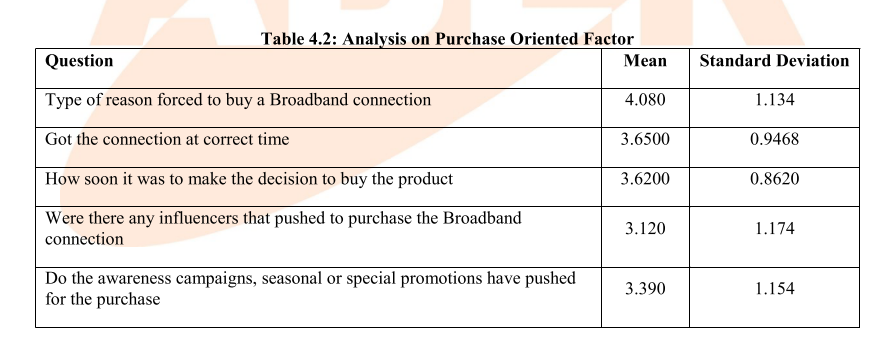 Table 4.2: Analysis on Purchase Oriented Factor
Question Mean Standard Deviation
Type of reason forced to buy a Broadband connection 4.080 1.134
Got the connection at correct time 3.6500 0.9468
How soon it was to make the decision to buy the product 3.6200 0.8620
Were there any influencers that pushed to purchase the Broadband
connection 3.120 1.174
Do the awareness campaigns, seasonal or special promotions have pushed
for the purchase 3.390 1.154